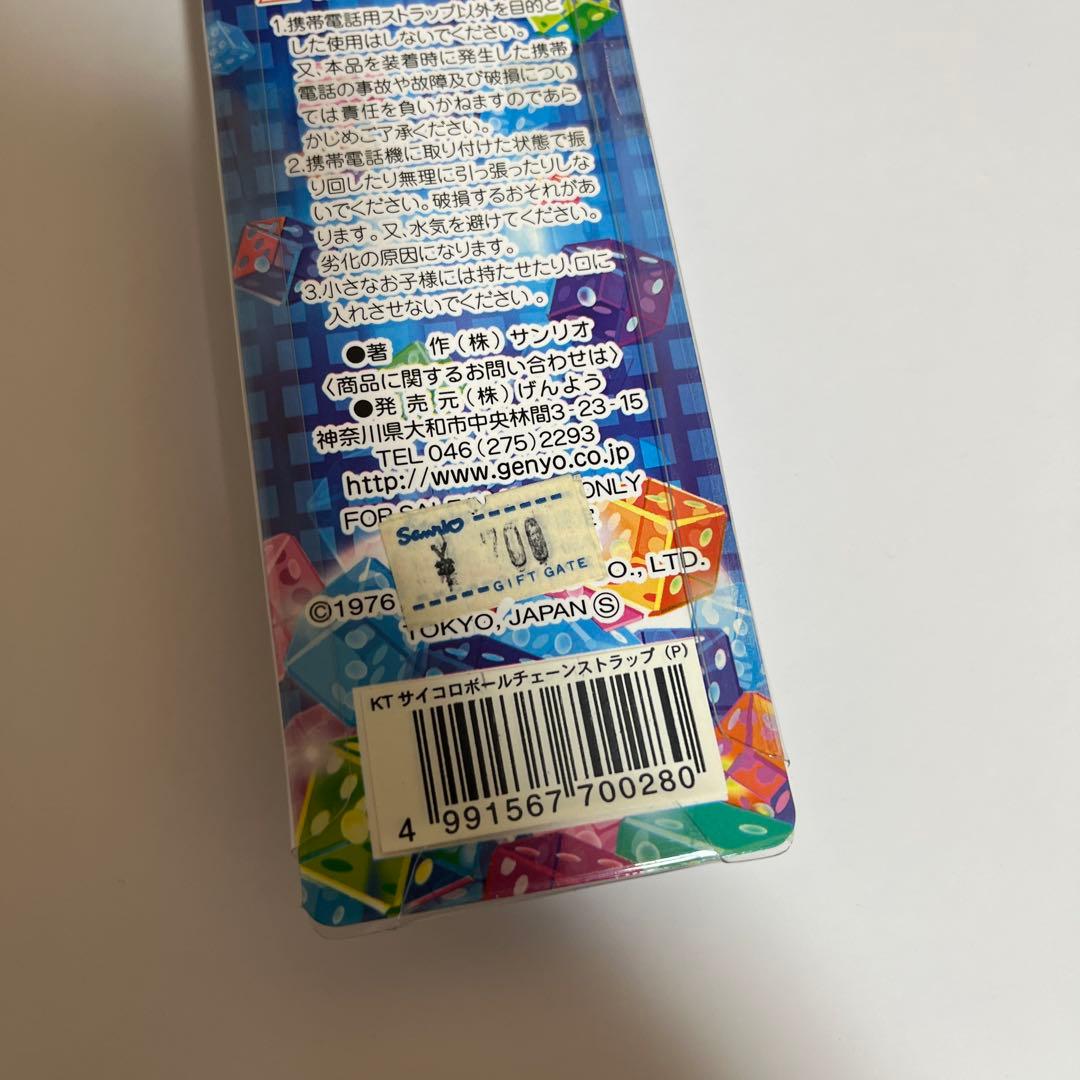 1.携帯電話用ストラップ以外を目的と
した使用はしないでください。
又、本品を装着時に発生した携帯
電話の事故や故障及び破損につい
ては責任を負いかねますのであら
かじめご了承ください。
2.携帯電話機に取り付けた状態で振
り回したり無理に引っ張ったりしな
いでください。破損するおそれがあ
ります。又、水気を避けてください。
劣化の原因になります。
3.小さなお子様には持たせたり、口に
入れさせないでください。
●著 作(株)サンリオ
〈商品に関するお問い合わせは〉
●発売元(株)げんよう
神奈川県大和市中央林間3-23-15
TEL 046(275)2293
http://www.genyo.co.jp
FOR SALE ONLY
Sanrio
¥ 700
GIFT GATE
©1976 O., LTD.
TOKYO, JAPAN Ⓢ
KT サイコロボールチェーンストラップ (P)
4 991567 700280